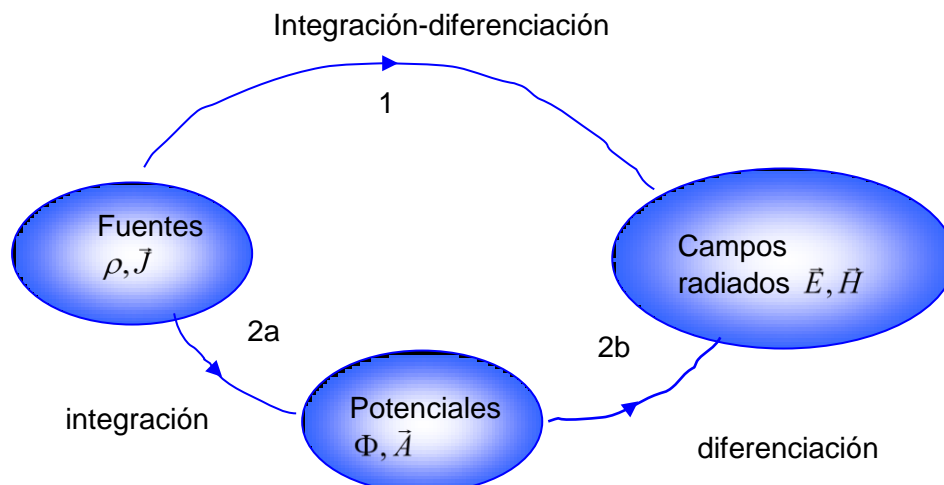 Integración-diferenciación
1
Fuentes
ρ, J⃗
Campos
radiados E⃗, H⃗
2a
2b
integración
Potenciales
Φ, A⃗
diferenciación